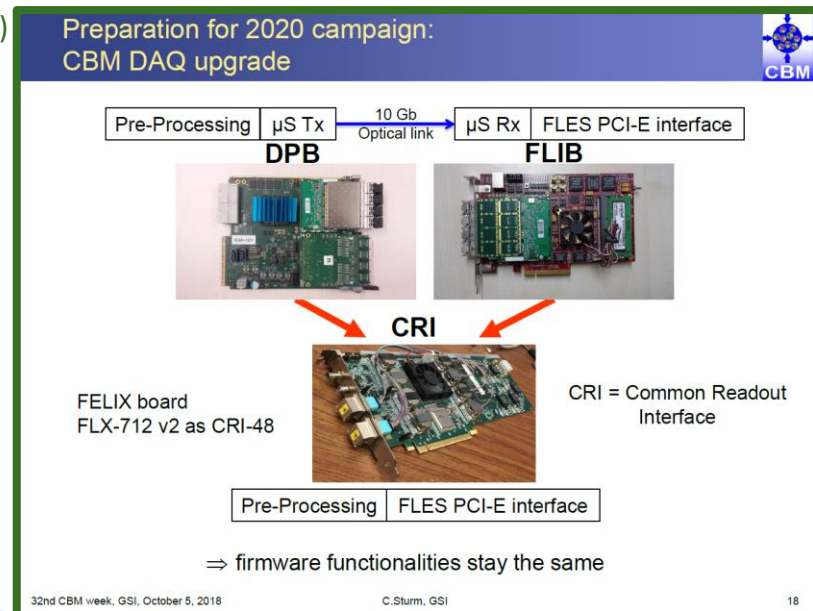 )
Preparation for 2020 campaign:
CBM DAQ upgrade
CBM
Pre-Processing
µS Tx
10 Gb
Optical link
µS Rx
FLES PCI-E interface
DPB
FLIB
CRI
FELIX board
FLX-712 v2 as CRI-48
CRI = Common Readout
Interface
Pre-Processing
FLES PCI-E interface
⇒ firmware functionalities stay the same
32nd CBM week, GSI, October 5, 2018
C.Sturm, GSI
18